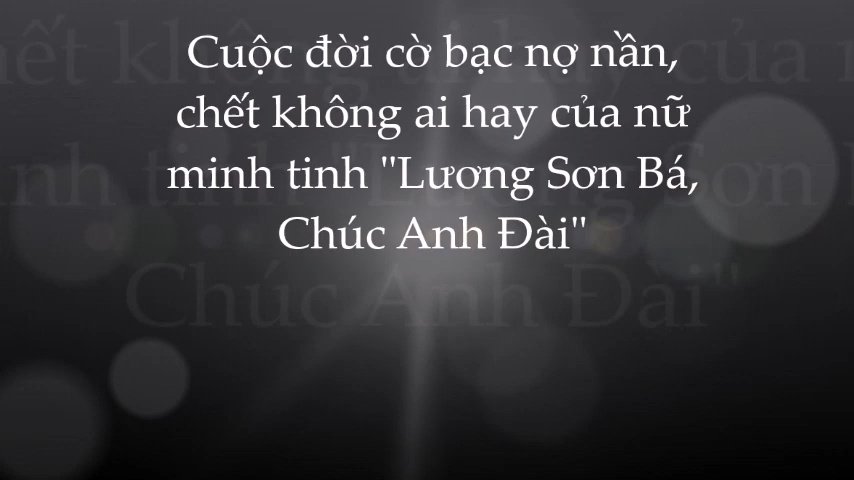 Cuộc đời cờ bạc nợ nần,
chết không ai hay của nữ
minh tinh "Lương Sơn Bá,
Chúc Anh Đài"